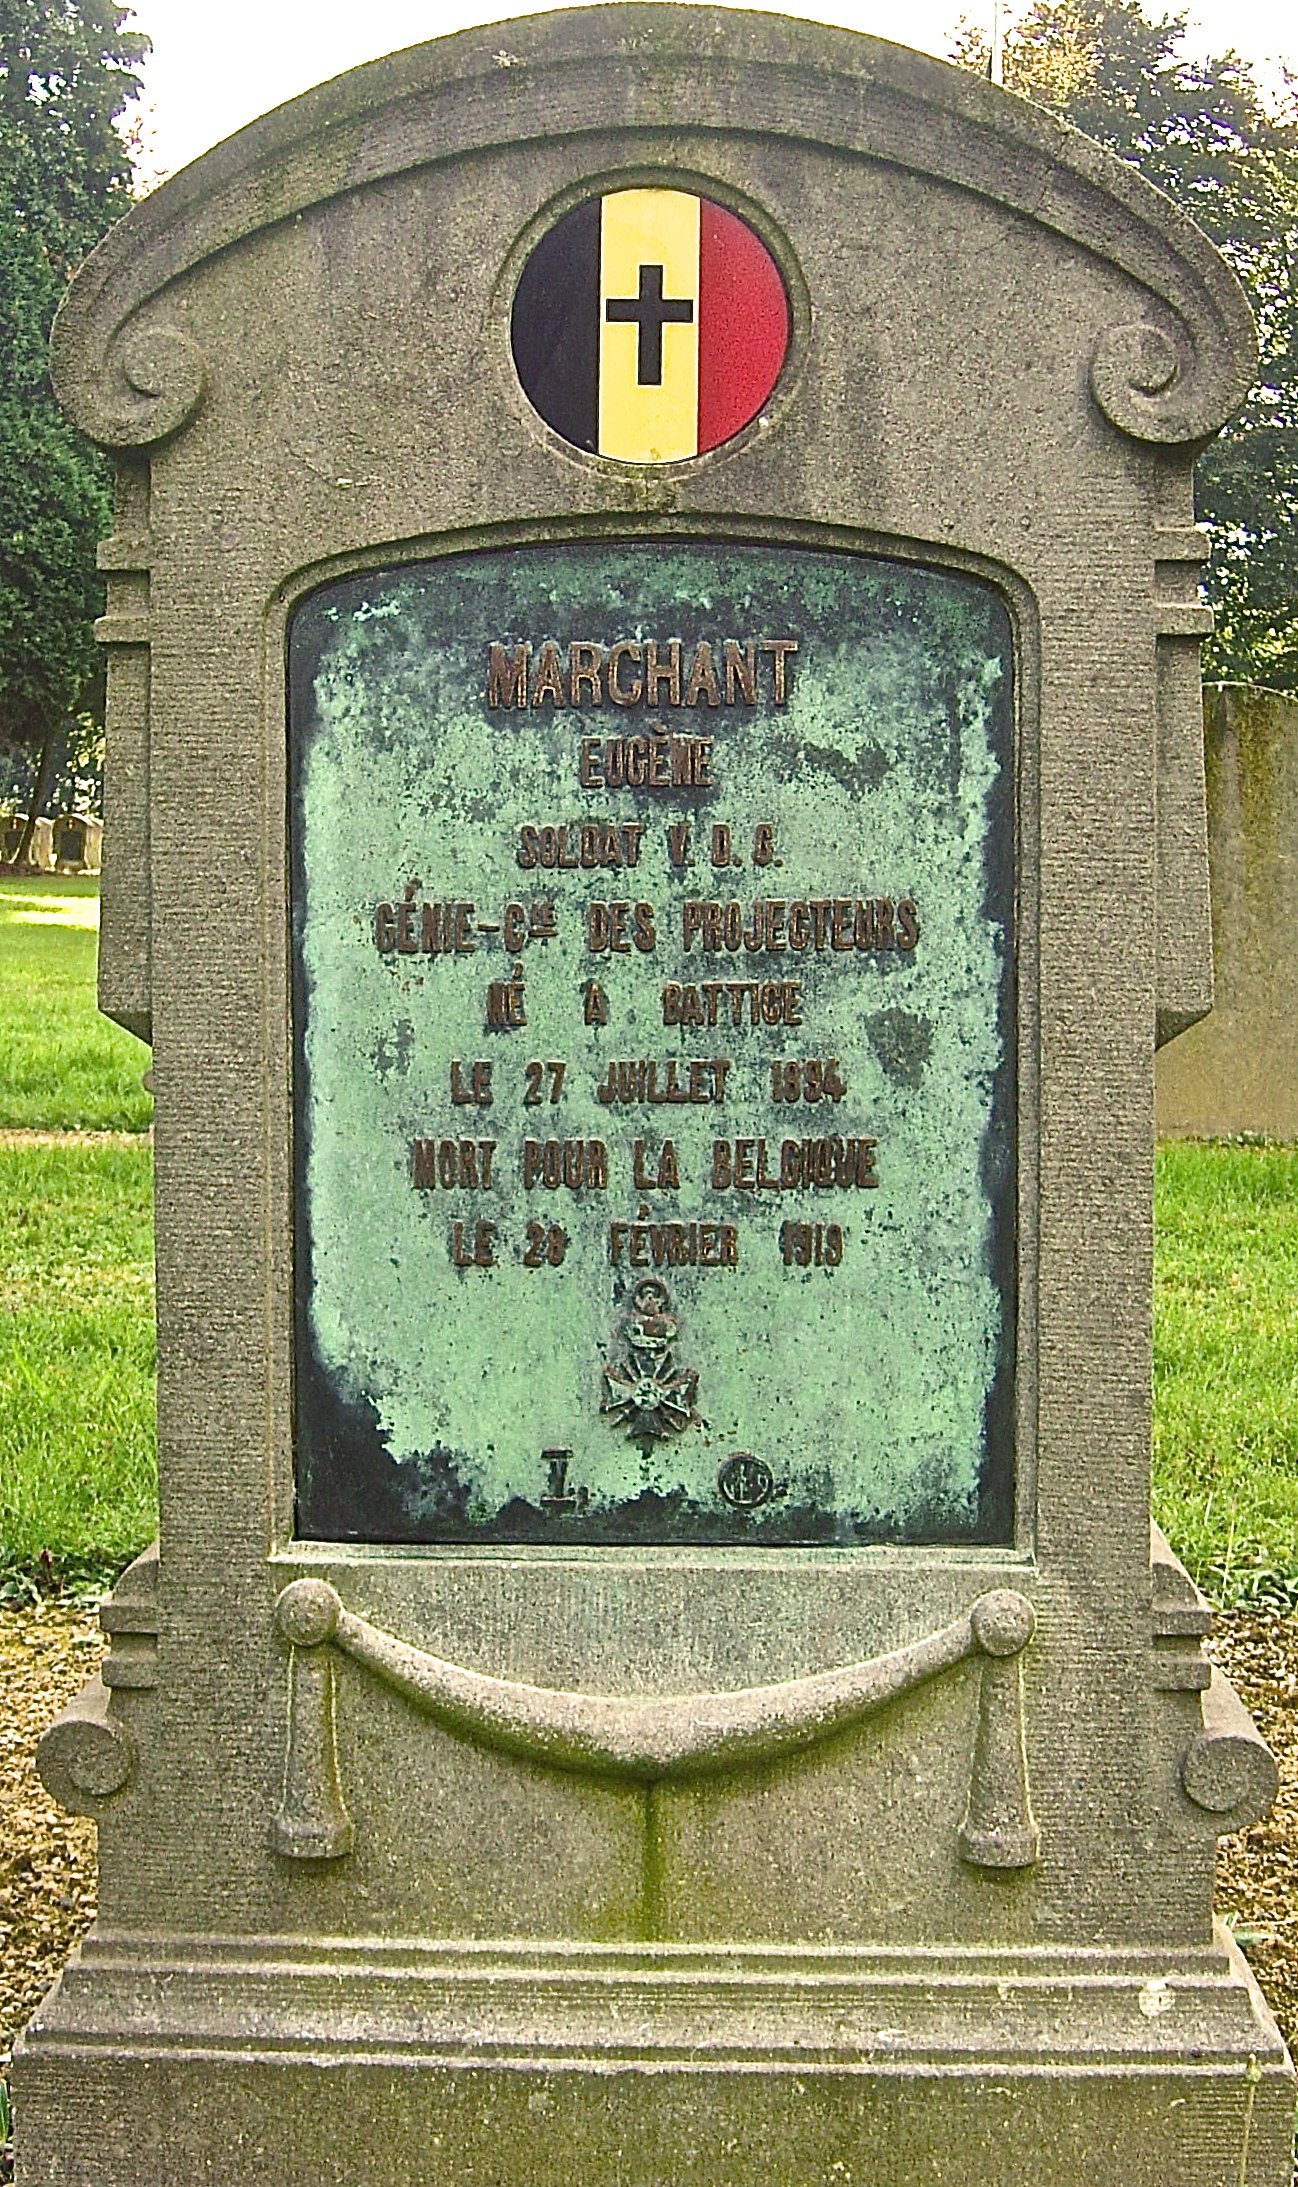 MARCHANT
EUGÈNE
SOLDAT V. D. G.
GÉNIE-Cⁱᴱ DES PROJECTEURS
NÉ A BATTICE
LE 27 JUILLET 1894
MORT POUR LA BELGIQUE
LE 28 FÉVRIER 1919